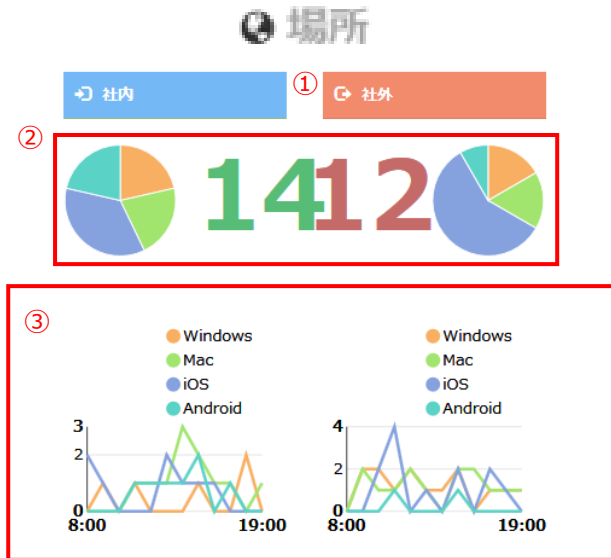 場所
①
社内
社外
②
14
12
③
Windows
Mac
iOS
Android
3
2
0
8:00
19:00
Windows
Mac
iOS
Android
4
2
0
8:00
19:00